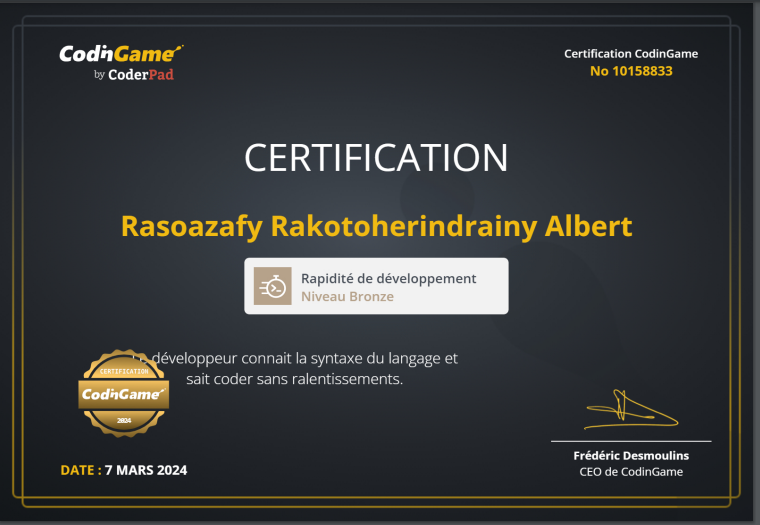 CodinGame
by CoderPad
Certification CodinGame
No 10158833
CERTIFICATION
Rasoazafy Rakotoherindrainy Albert
Rapidité de développement
Niveau Bronze
Le développeur connait la syntaxe du langage et
sait coder sans ralentissements.
CERTIFICATION
CodinGame
2024
DATE : 7 MARS 2024
Frédéric Desmoulins
CEO de CodinGame